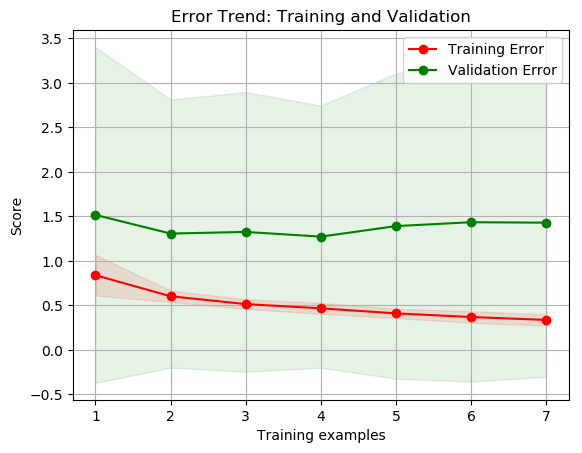 Error Trend: Training and Validation
Training Error
Validation Error
3.5
3.0
2.5
2.0
1.5
1.0
0.5
0.0
−0.5
Score
1 2 3 4 5 6 7
Training examples